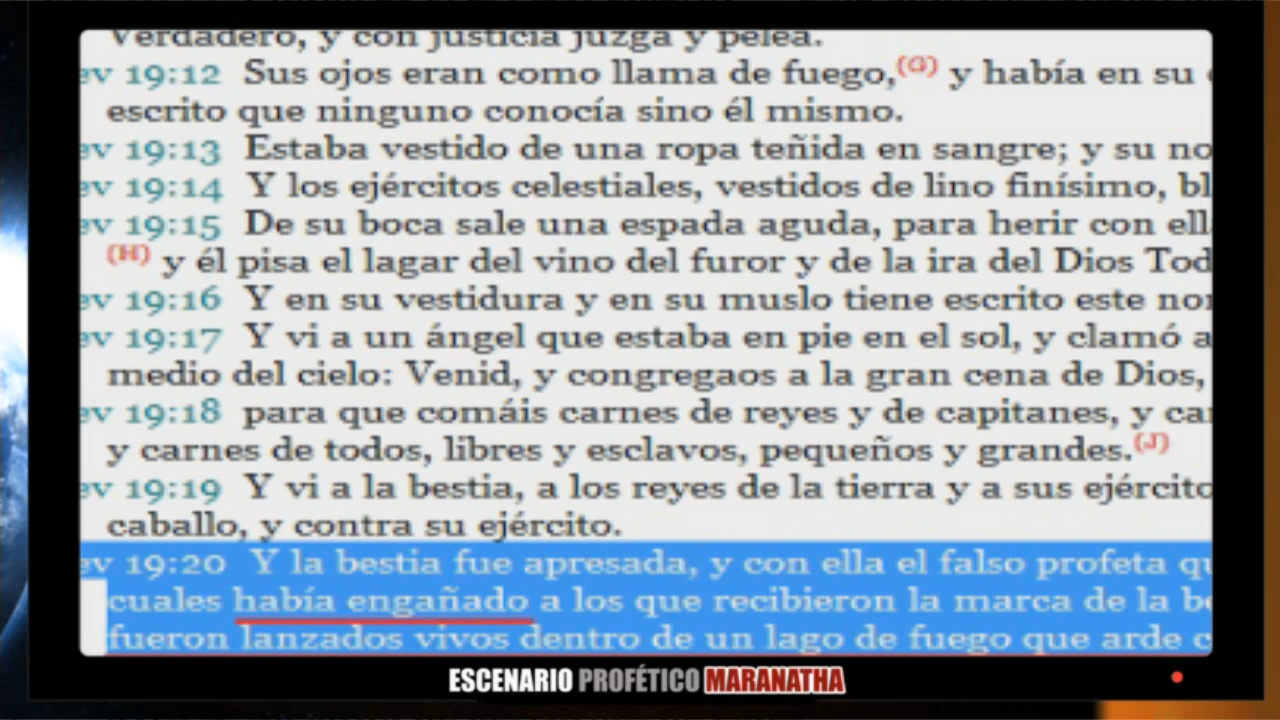 Verdadero, y con justicia juzga y pelea.
ev 19:12 Sus ojos eran como llama de fuego,(G) y había en su
escrito que ninguno conocía sino él mismo.
ev 19:13 Estaba vestido de una ropa teñida en sangre; y su no
ev 19:14 Y los ejércitos celestiales, vestidos de lino finísimo, bl
ev 19:15 De su boca sale una espada aguda, para herir con ell
(H) y él pisa el lagar del vino del furor y de la ira del Dios Tod
ev 19:16 Y en su vestidura y en su muslo tiene escrito este no
ev 19:17 Y vi a un ángel que estaba en pie en el sol, y clamó a
medio del cielo: Venid, y congregaos a la gran cena de Dios,
ev 19:18 para que comáis carnes de reyes y de capitanes, y ca
y carnes de todos, libres y esclavos, pequeños y grandes.(J)
ev 19:19 Y vi a la bestia, a los reyes de la tierra y a sus ejército
caballo, y contra su ejército.
ev 19:20 Y la bestia fue apresada, y con ella el falso profeta qu
cuales había engañado a los que recibieron la marca de la be
fueron lanzados vivos dentro de un lago de fuego que arde c
ESCENARIO PROFÉTICO MARANATHA